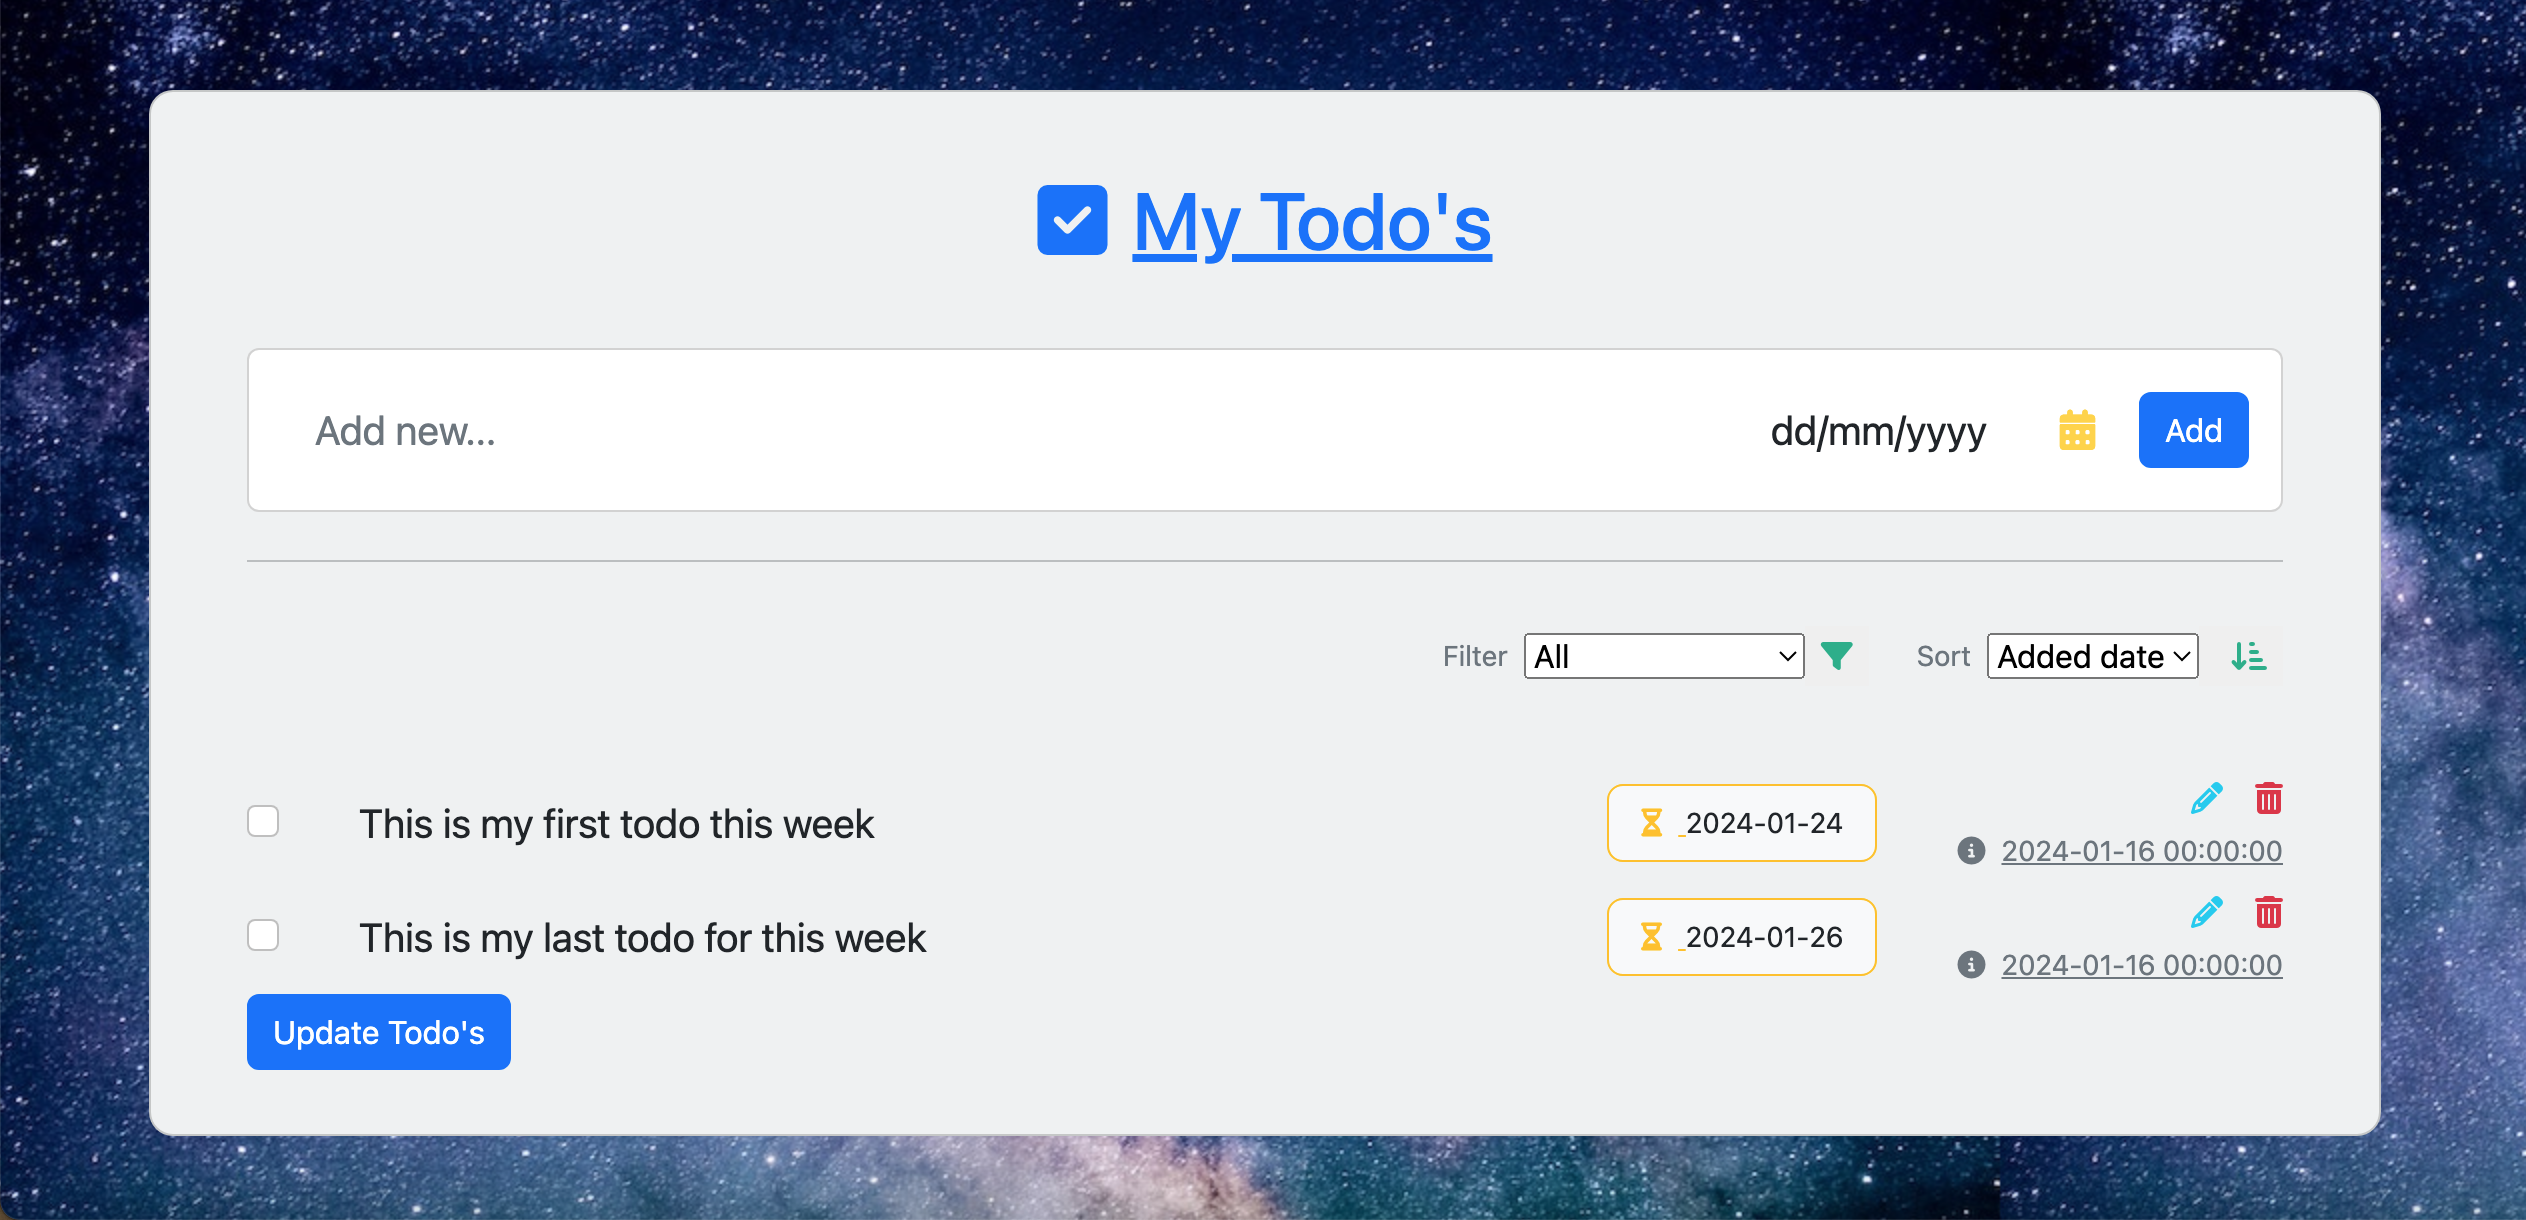 My Todo's
Add new... dd/mm/yyyy Add
Filter All Sort Added date
This is my first todo this week _2024-01-24
2024-01-16 00:00:00
This is my last todo for this week _2024-01-26
2024-01-16 00:00:00
Update Todo's